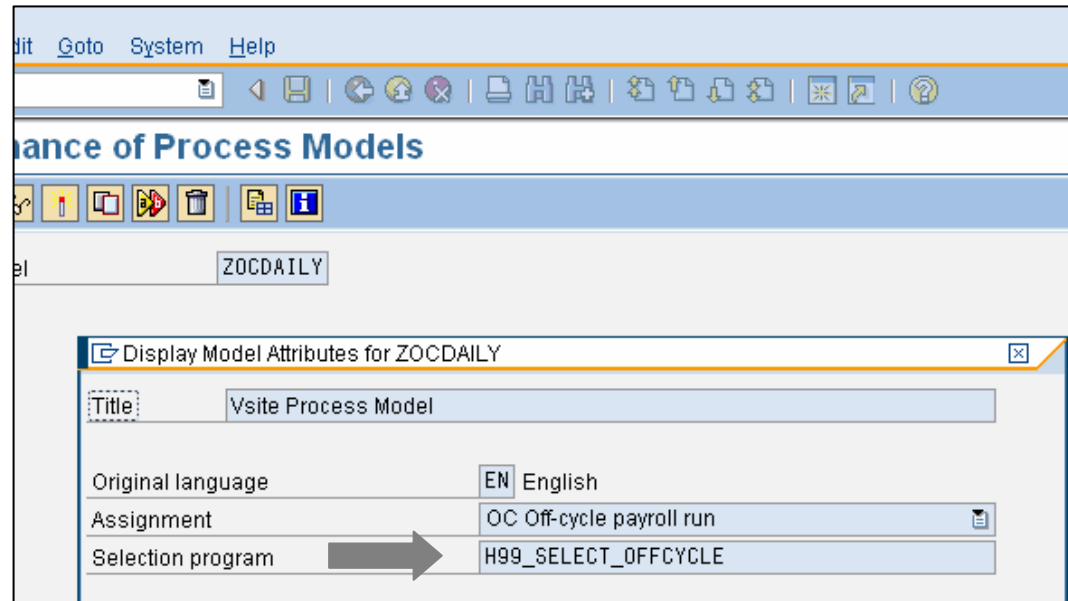 dit Goto System Help
nance of Process Models
el ZOCDAILY
Display Model Attributes for ZOCDAILY
Title Vsite Process Model
Original language EN English
Assignment OC Off-cycle payroll run
Selection program H99_SELECT_OFFCYCLE